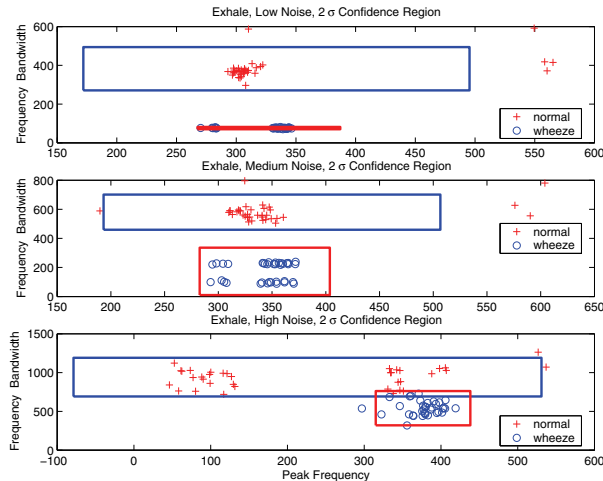 Exhale, Low Noise, 2 σ Confidence Region
Frequency Bandwidth
800
600
400
200
0
150 200 250 300 350 400 450 500 550 600
normal
wheeze
Exhale, Medium Noise, 2 σ Confidence Region
Frequency Bandwidth
800
600
400
200
0
150 200 250 300 350 400 450 500 550 600 650
normal
wheeze
Exhale, High Noise, 2 σ Confidence Region
Frequency Bandwidth
1500
1000
500
0
-100 0 100 200 300 400 500 600
normal
wheeze
Peak Frequency